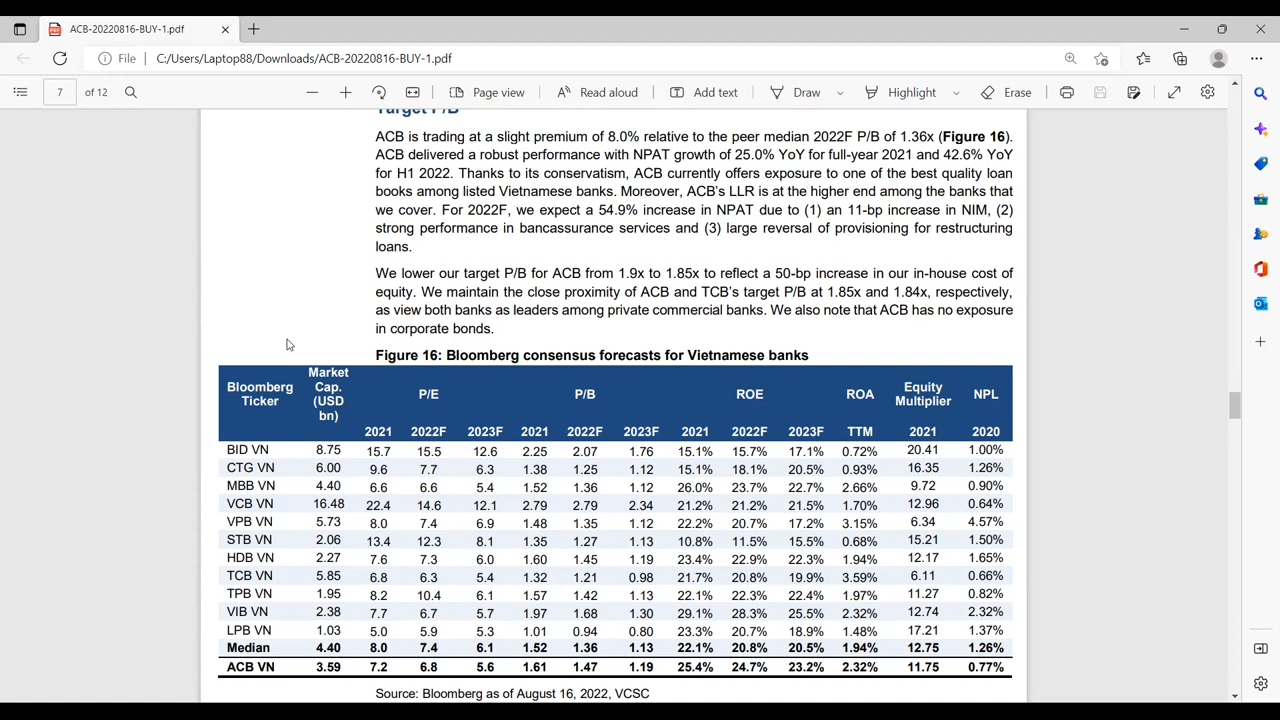 ACB-20220816-BUY-1.pdf
File C:/Users/Laptop88/Downloads/ACB-20220816-BUY-1.pdf
7 of 12 Page view Read aloud Add text Draw Highlight Erase
Target P/B
ACB is trading at a slight premium of 8.0% relative to the peer median 2022F P/B of 1.36x (Figure 16).
ACB delivered a robust performance with NPAT growth of 25.0% YoY for full-year 2021 and 42.6% YoY
for H1 2022. Thanks to its conservatism, ACB currently offers exposure to one of the best quality loan
books among listed Vietnamese banks. Moreover, ACB's LLR is at the higher end among the banks that
we cover. For 2022F, we expect a 54.9% increase in NPAT due to (1) an 11-bp increase in NIM, (2)
strong performance in bancassurance services and (3) large reversal of provisioning for restructuring
loans.
We lower our target P/B for ACB from 1.9x to 1.85x to reflect a 50-bp increase in our in-house cost of
equity. We maintain the close proximity of ACB and TCB's target P/B at 1.85x and 1.84x, respectively,
as view both banks as leaders among private commercial banks. We also note that ACB has no exposure
in corporate bonds.
Figure 16: Bloomberg consensus forecasts for Vietnamese banks
Bloomberg Ticker Market Cap. (USD bn) P/E P/B ROE ROA Equity Multiplier NPL
2021 2022F 2023F 2021 2022F 2023F 2021 2022F 2023F TTM 2021 2020
BID VN 8.75 15.7 15.5 12.6 2.25 2.07 1.76 15.1% 15.7% 17.1% 0.72% 20.41 1.00%
CTG VN 6.00 9.6 7.7 6.3 1.38 1.25 1.12 15.1% 18.1% 20.5% 0.93% 16.35 1.26%
MBB VN 4.40 6.6 6.6 5.4 1.52 1.36 1.12 26.0% 23.7% 22.7% 2.66% 9.72 0.90%
VCB VN 16.48 22.4 14.6 12.1 2.79 2.79 2.34 21.2% 21.2% 21.5% 1.70% 12.96 0.64%
VPB VN 5.73 8.0 7.4 6.9 1.48 1.35 1.12 22.2% 20.7% 17.2% 3.15% 6.34 4.57%
STB VN 2.06 13.4 12.3 8.1 1.35 1.27 1.13 10.8% 11.5% 15.5% 0.68% 15.21 1.50%
HDB VN 2.27 7.6 7.3 6.0 1.60 1.45 1.19 23.4% 22.9% 22.3% 1.94% 12.17 1.65%
TCB VN 5.85 6.8 6.3 5.4 1.32 1.21 0.98 21.7% 20.8% 19.9% 3.59% 6.11 0.66%
TPB VN 1.95 8.2 10.4 6.1 1.57 1.42 1.13 22.1% 22.3% 22.4% 1.97% 11.27 0.82%
VIB VN 2.38 7.7 6.7 5.7 1.97 1.68 1.30 29.1% 28.3% 25.5% 2.32% 12.74 2.32%
LPB VN 1.03 5.0 5.9 5.3 1.01 0.94 0.80 23.3% 20.7% 18.9% 1.48% 17.21 1.37%
Median 4.40 8.0 7.4 6.1 1.52 1.36 1.13 22.1% 20.8% 20.5% 1.94% 12.75 1.26%
ACB VN 3.59 7.2 6.8 5.6 1.61 1.47 1.19 25.4% 24.7% 23.2% 2.32% 11.75 0.77%
Source: Bloomberg as of August 16, 2022, VCSC